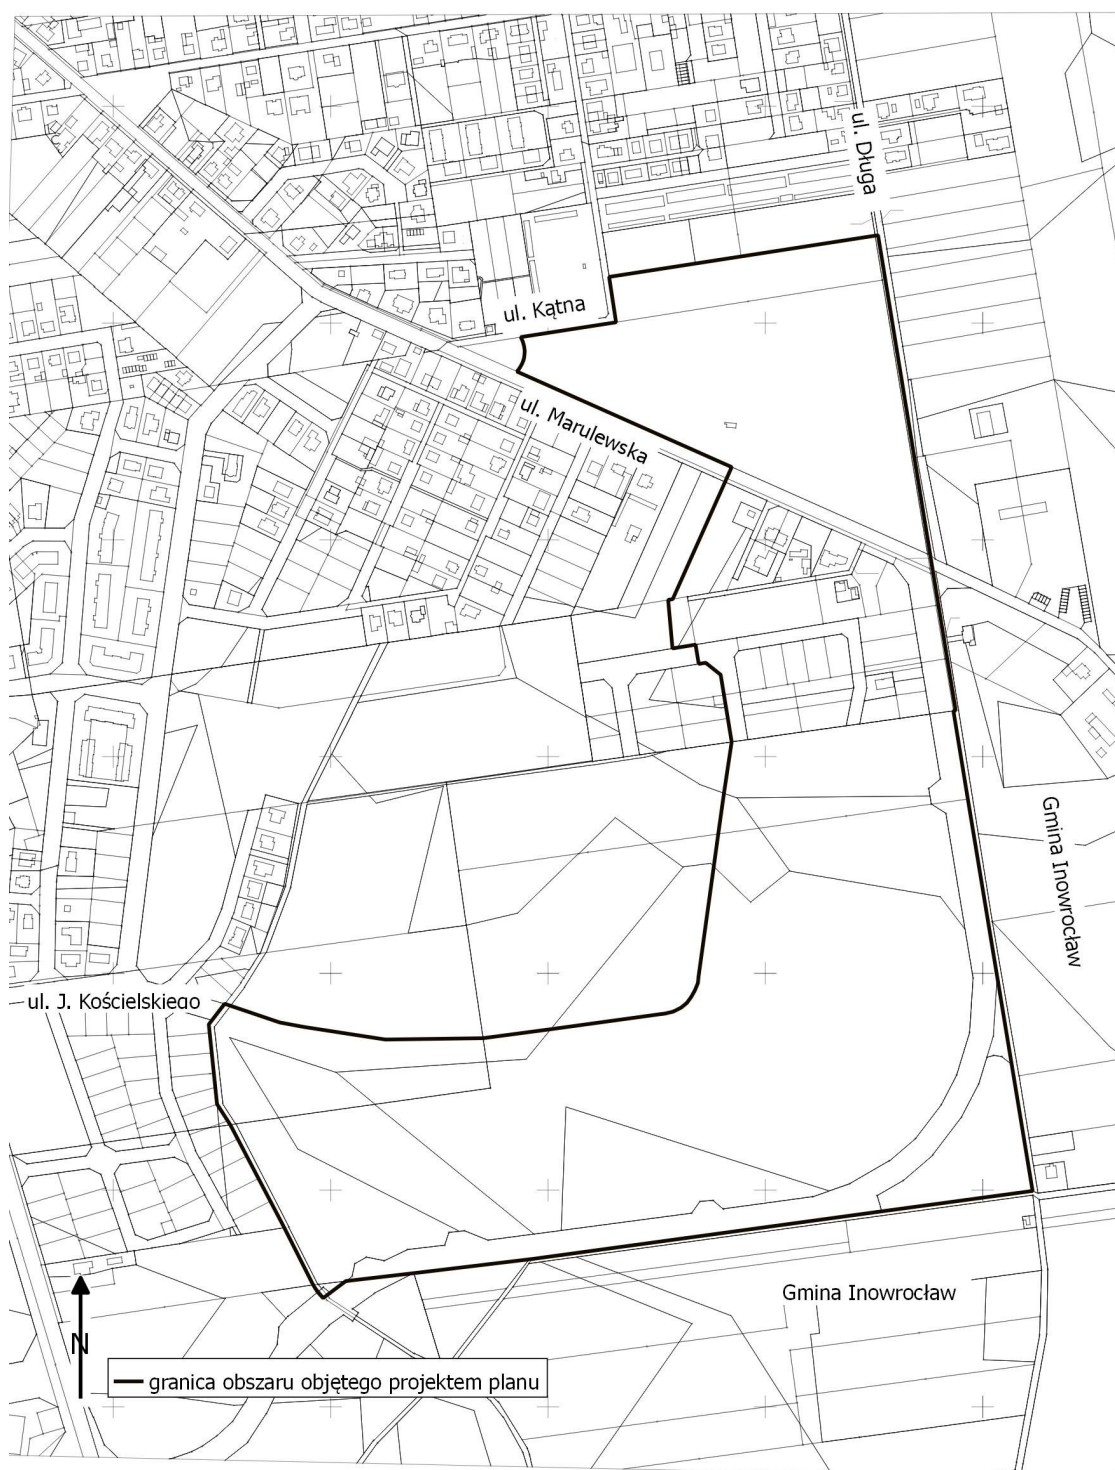 ul. Długa
ul. Kątna
ul. Marulewska
Gmina Inowrocław
ul. J. Kościelskiego
Gmina Inowrocław
N
granica obszaru objętego projektem planu